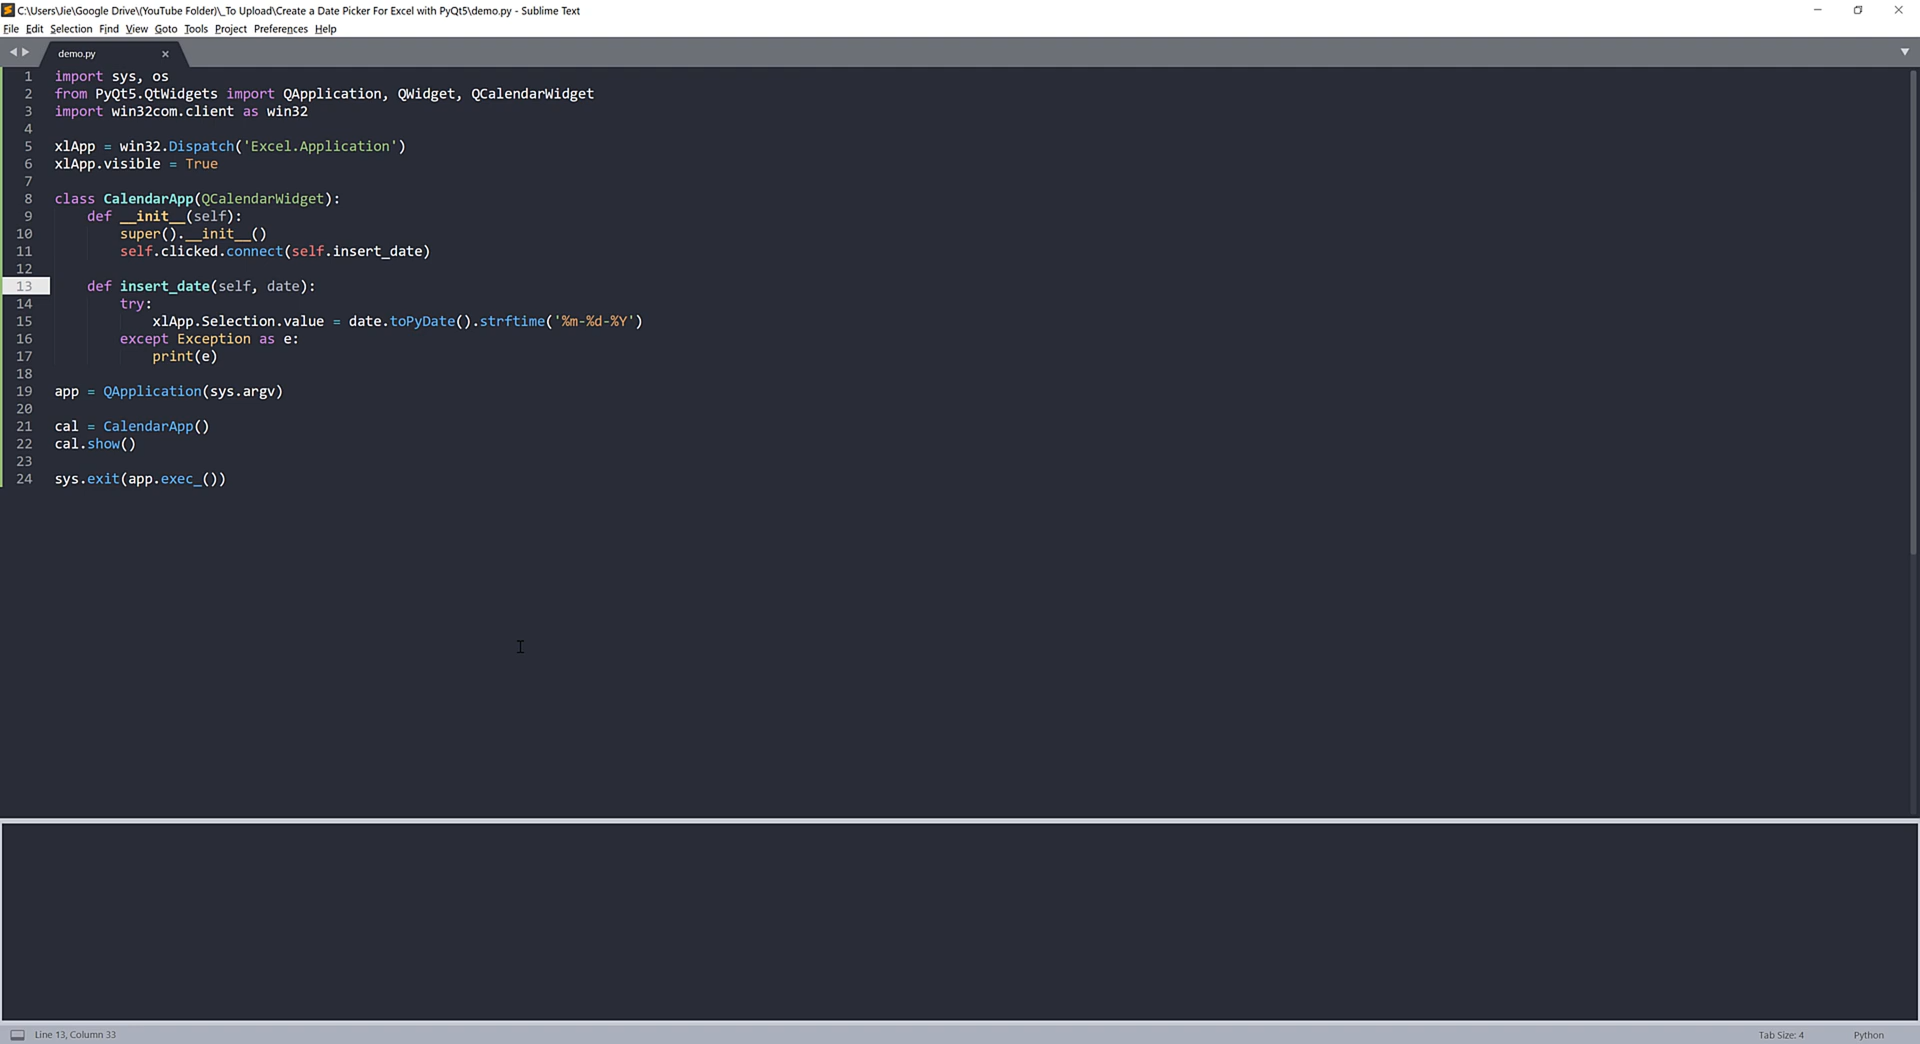 C:\Users\Jie\Google Drive\(YouTube Folder)\_To Upload\Create a Date Picker For Excel with PyQt5\demo.py - Sublime Text
File Edit Selection Find View Goto Tools Project Preferences Help
demo.py
1 import sys, os
2 from PyQt5.QtWidgets import QApplication, QWidget, QCalendarWidget
3 import win32com.client as win32
4
5 xlApp = win32.Dispatch('Excel.Application')
6 xlApp.visible = True
7
8 class CalendarApp(QCalendarWidget):
9     def __init__(self):
10         super().__init__()
11         self.clicked.connect(self.insert_date)
12
13     def insert_date(self, date):
14         try:
15             xlApp.Selection.value = date.toPyDate().strftime('%m-%d-%Y')
16         except Exception as e:
17             print(e)
18
19 app = QApplication(sys.argv)
20
21 cal = CalendarApp()
22 cal.show()
23
24 sys.exit(app.exec_())
Line 13, Column 33 Tab Size: 4 Python